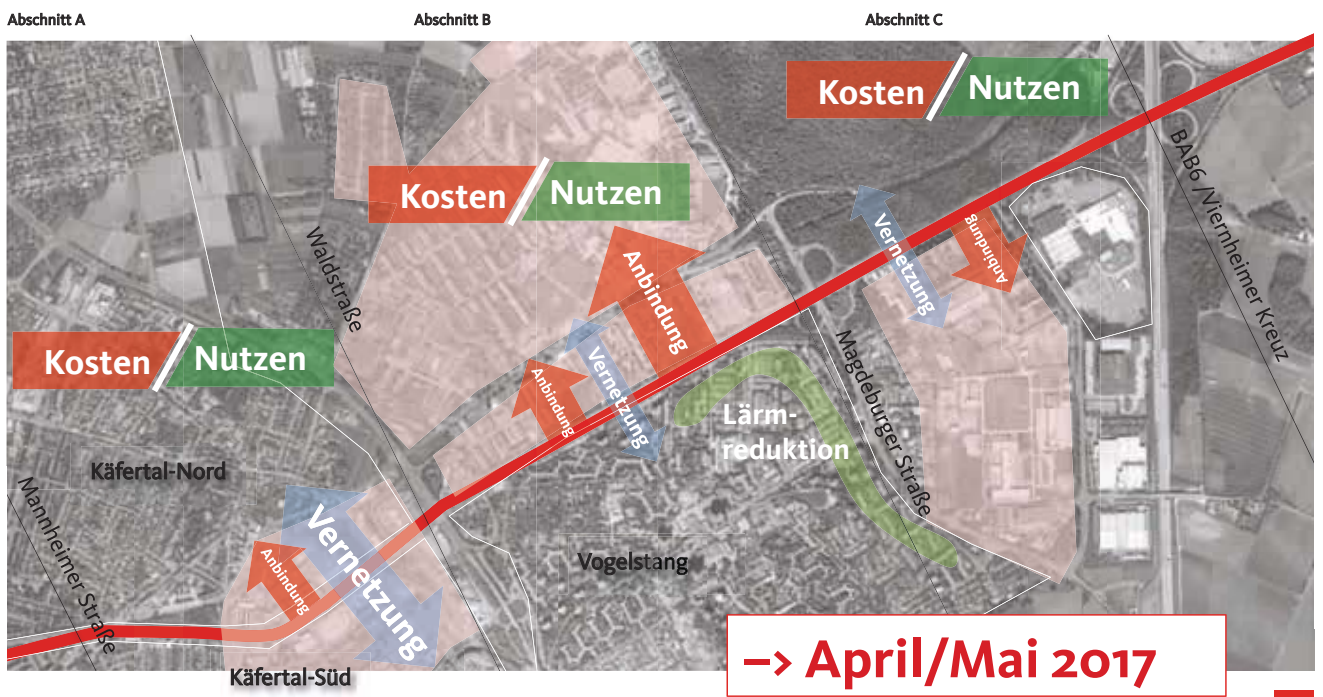 Abschnitt A
Abschnitt B
Abschnitt C
Kosten
Nutzen
BAB6 /Viernheimer Kreuz
Kosten
Nutzen
Waldstraße
Vernetzung
Anbindung
Anbindung
Kosten
Nutzen
Anbindung
Vernetzung
Magdeburger Straße
Lärm-
reduktion
Käfertal-Nord
Mannheimer Straße
Vernetzung
Anbindung
Vogelstang
–> April/Mai 2017
Käfertal-Süd